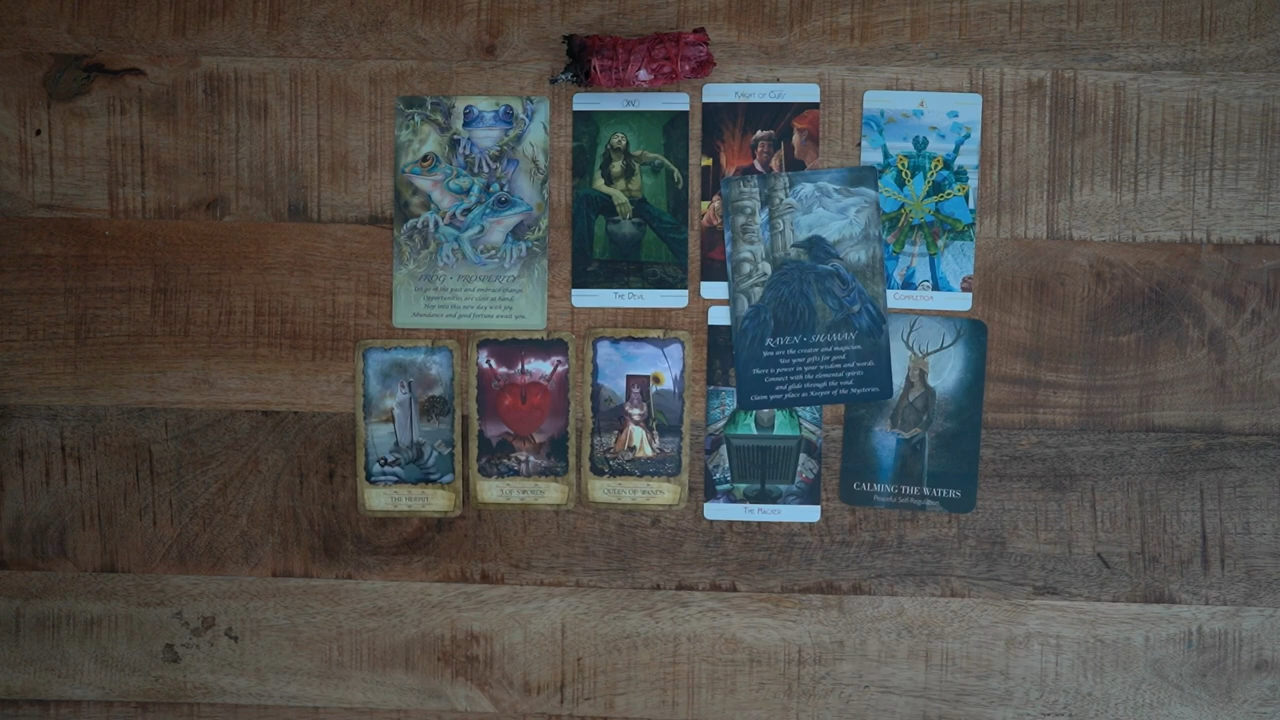 FROG • PROSPERITY
Let go of the past and embrace change
Opportunities are close at hand.
Step into this new day with joy.
Abundance and good fortune await you.
XV
THE DEVIL
KNIGHT OF CUPS
4
COMPLETION
RAVEN • SHAMAN
You are the creator and magician.
Use your gifts for good.
There is power in your wisdom and words.
Connect with the elemental spirits
and glide through the void.
Claim your place as Keeper of the Mysteries.
THE HERMIT
3 OF SWORDS
QUEEN OF WANDS
THE HACKER
CALMING THE WATERS
Peaceful Self-Regulation